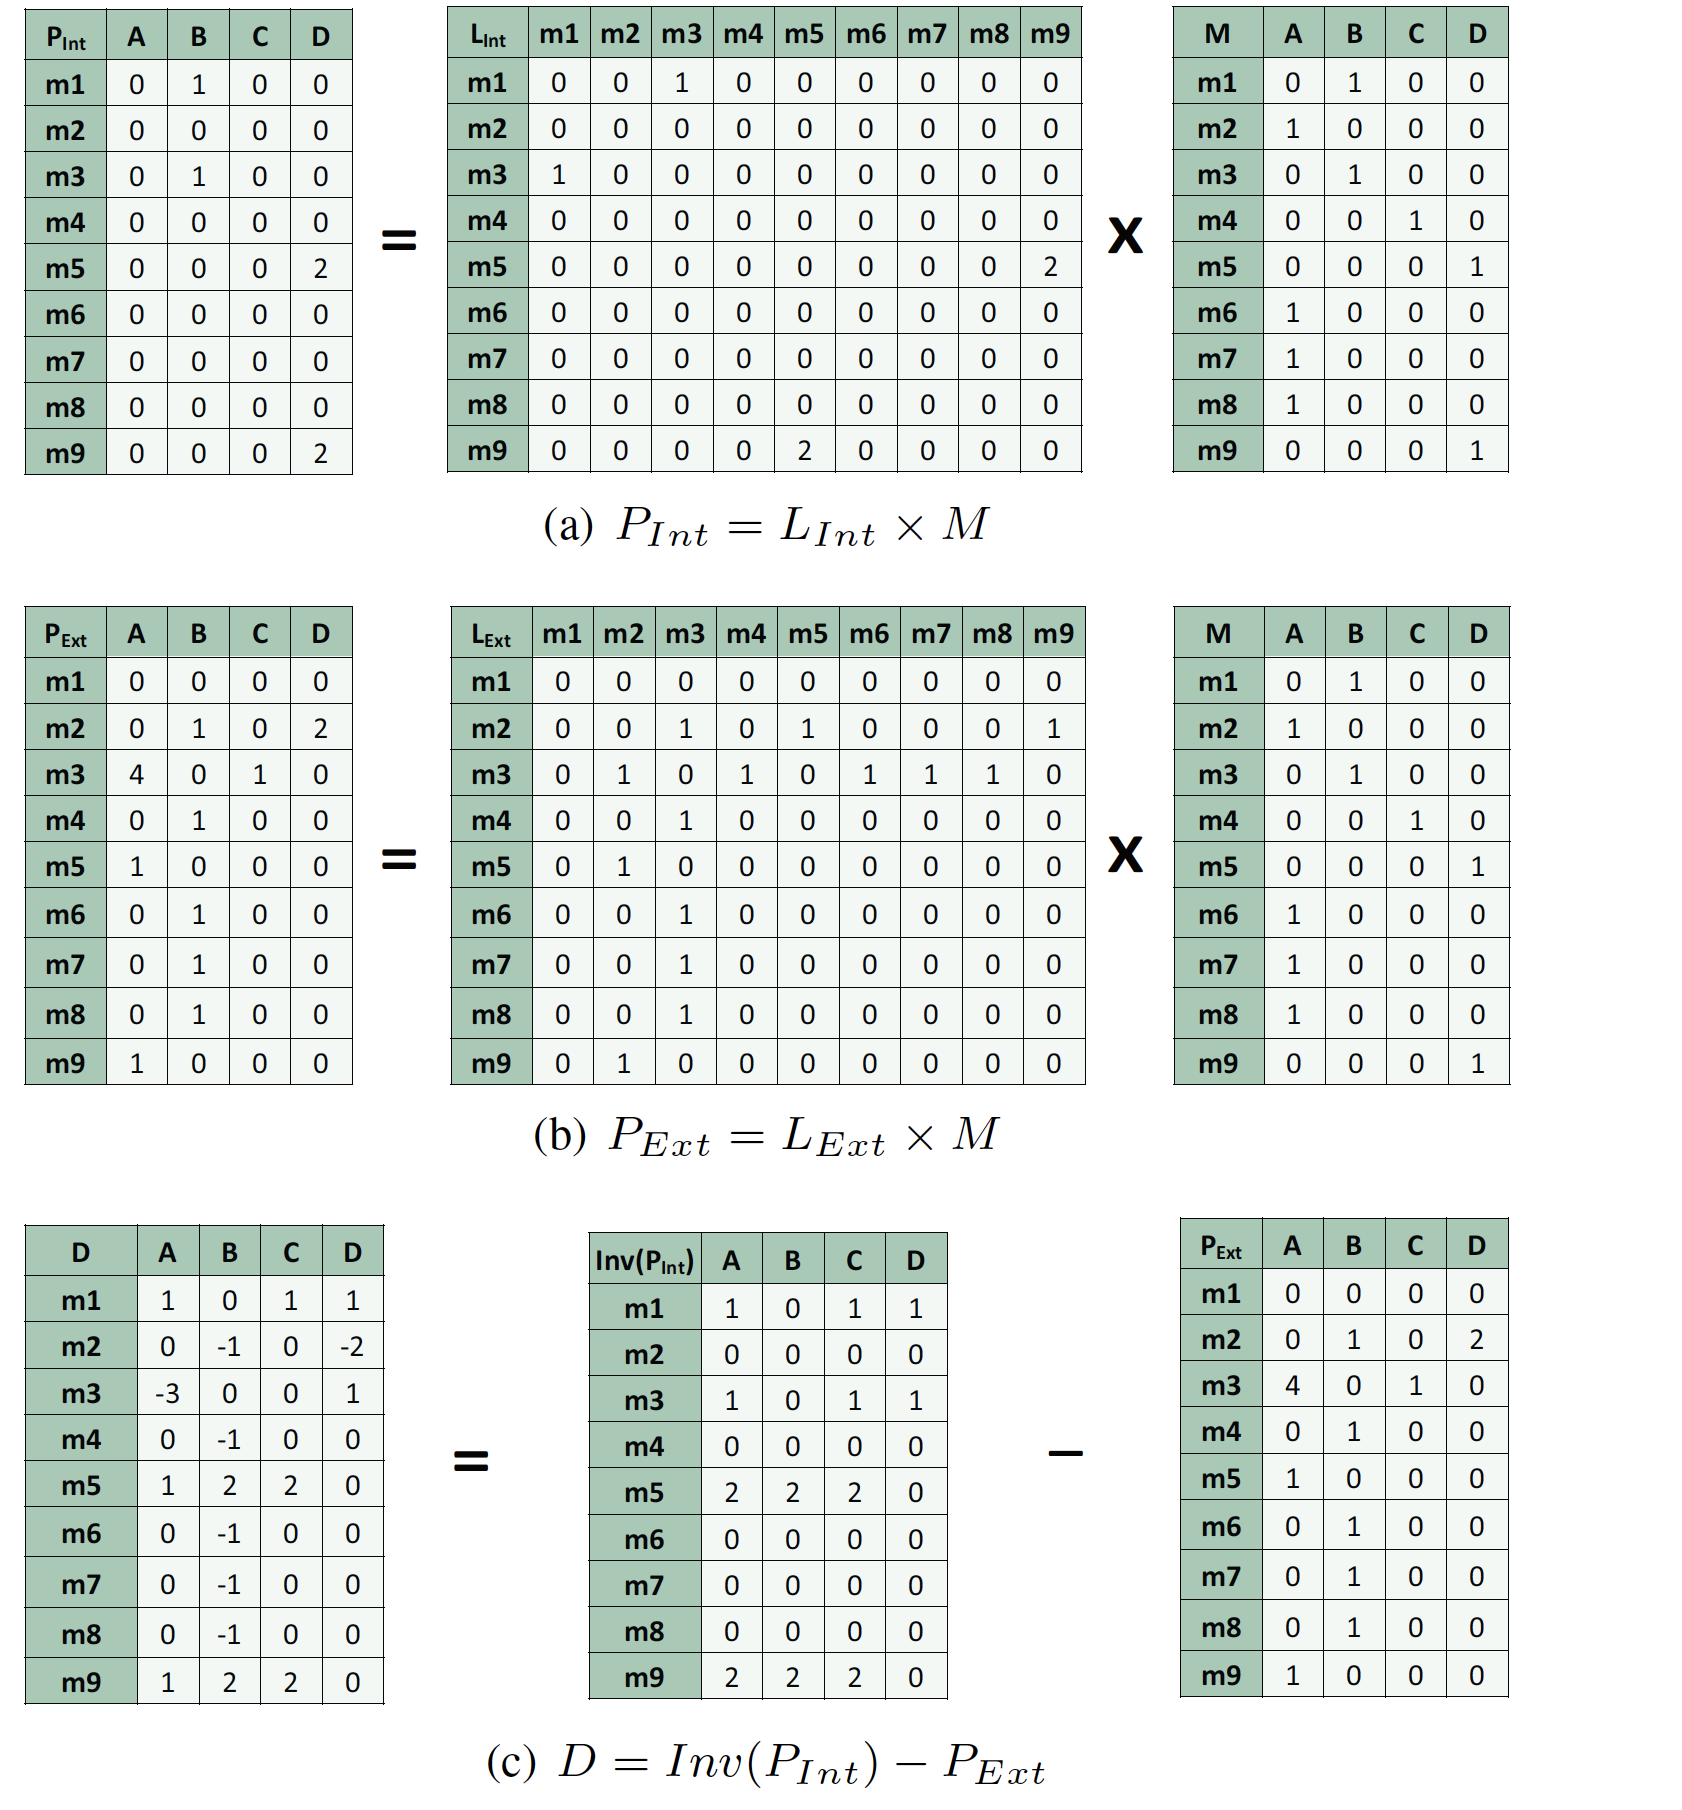 P_Int A B C D L_Int m1 m2 m3 m4 m5 m6 m7 m8 m9 M A B C D
m1 0 1 0 0 m1 0 0 1 0 0 0 0 0 0 m1 0 1 0 0
m2 0 0 0 0 m2 0 0 0 0 0 0 0 0 0 m2 1 0 0 0
m3 0 1 0 0 m3 1 0 0 0 0 0 0 0 0 m3 0 1 0 0
m4 0 0 0 0 m4 0 0 0 0 0 0 0 0 0 m4 0 0 1 0
m5 0 0 0 2 = m5 0 0 0 0 0 0 0 0 2 X m5 0 0 0 1
m6 0 0 0 0 m6 0 0 0 0 0 0 0 0 0 m6 1 0 0 0
m7 0 0 0 0 m7 0 0 0 0 0 0 0 0 0 m7 1 0 0 0
m8 0 0 0 0 m8 0 0 0 0 0 0 0 0 0 m8 1 0 0 0
m9 0 0 0 2 m9 0 0 0 0 2 0 0 0 0 m9 0 0 0 1
(a) P_Int = L_Int × M
P_Ext A B C D L_Ext m1 m2 m3 m4 m5 m6 m7 m8 m9 M A B C D
m1 0 0 0 0 m1 0 0 0 0 0 0 0 0 0 m1 0 1 0 0
m2 0 1 0 2 m2 0 0 1 0 1 0 0 0 1 m2 1 0 0 0
m3 4 0 1 0 m3 0 1 0 1 0 1 1 1 0 m3 0 1 0 0
m4 0 1 0 0 m4 0 0 1 0 0 0 0 0 0 m4 0 0 1 0
m5 1 0 0 0 = m5 0 1 0 0 0 0 0 0 0 X m5 0 0 0 1
m6 0 1 0 0 m6 0 0 1 0 0 0 0 0 0 m6 1 0 0 0
m7 0 1 0 0 m7 0 0 1 0 0 0 0 0 0 m7 1 0 0 0
m8 0 1 0 0 m8 0 0 1 0 0 0 0 0 0 m8 1 0 0 0
m9 1 0 0 0 m9 0 1 0 0 0 0 0 0 0 m9 0 0 0 1
(b) P_Ext = L_Ext × M
D A B C D Inv(P_Int) A B C D P_Ext A B C D
m1 1 0 1 1 m1 1 0 1 1 m1 0 0 0 0
m2 0 -1 0 -2 m2 0 0 0 0 m2 0 1 0 2
m3 -3 0 0 1 m3 1 0 1 1 m3 4 0 1 0
m4 0 -1 0 0 m4 0 0 0 0 m4 0 1 0 0
m5 1 2 2 0 = m5 2 2 2 0 − m5 1 0 0 0
m6 0 -1 0 0 m6 0 0 0 0 m6 0 1 0 0
m7 0 -1 0 0 m7 0 0 0 0 m7 0 1 0 0
m8 0 -1 0 0 m8 0 0 0 0 m8 0 1 0 0
m9 1 2 2 0 m9 2 2 2 0 m9 1 0 0 0
(c) D = Inv(P_Int) − P_Ext